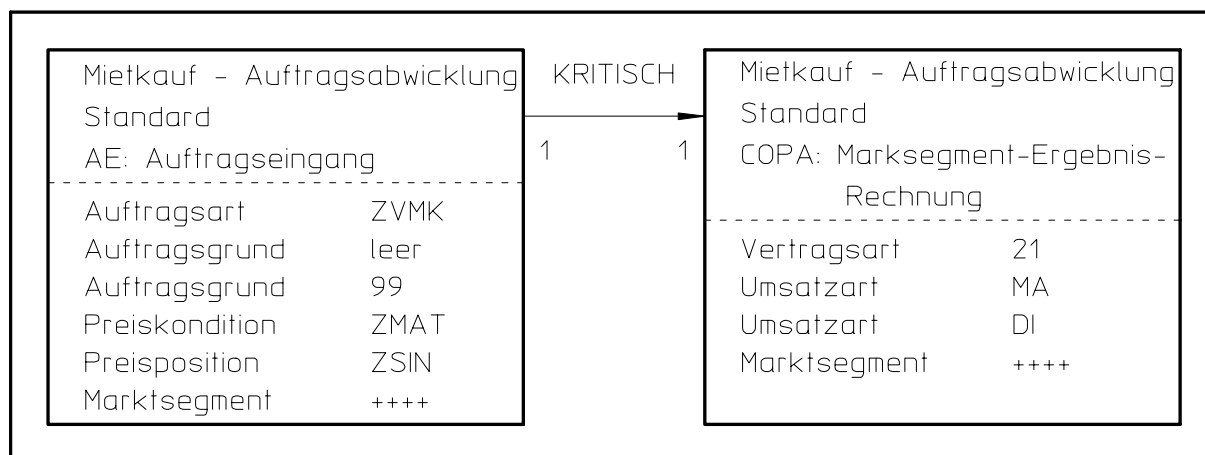 Mietkauf - Auftragsabwicklung
Standard
AE: Auftragseingang
Auftragsart ZVMK
Auftragsgrund leer
Auftragsgrund 99
Preiskondition ZMAT
Preisposition ZSIN
Marktsegment ++++
KRITISCH
1 1
Mietkauf - Auftragsabwicklung
Standard
COPA: Marksegment-Ergebnis-
Rechnung
Vertragsart 21
Umsatzart MA
Umsatzart DI
Marktsegment ++++